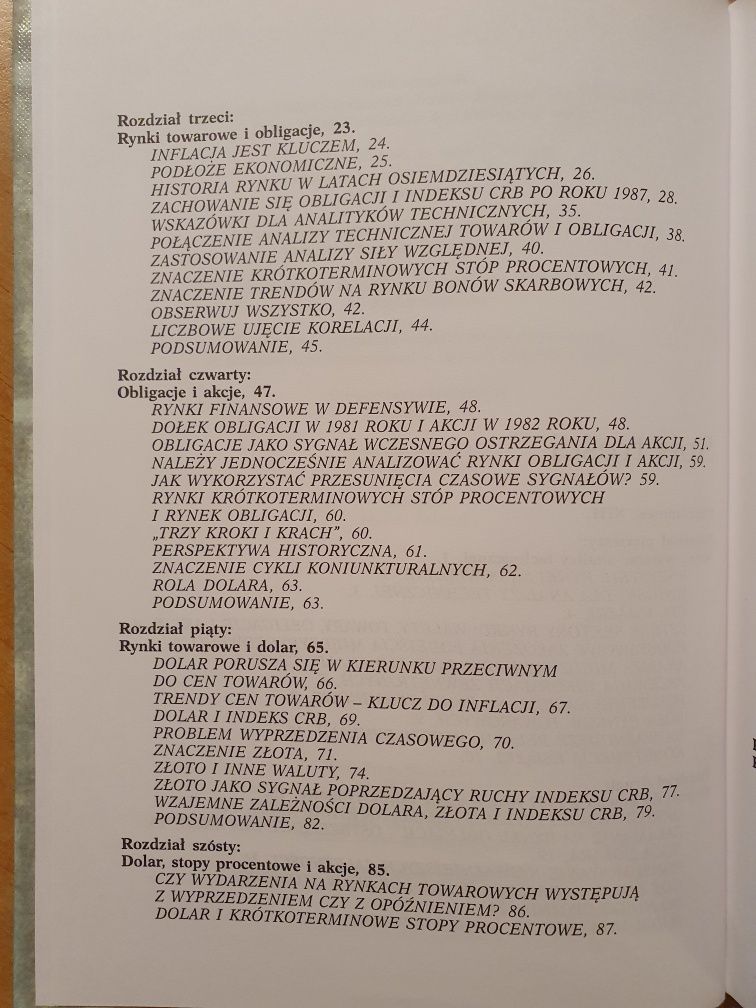 Rozdział trzeci:
Rynki towarowe i obligacje, 23.
INFLACJA JEST KLUCZEM, 24.
PODŁOŻE EKONOMICZNE, 25.
HISTORIA RYNKU W LATACH OSIEMDZIESIĄTYCH, 26.
ZACHOWANIE SIĘ OBLIGACJI I INDEKSU CRB PO ROKU 1987, 28.
WSKAZÓWKI DLA ANALITYKÓW TECHNICZNYCH, 35.
POŁĄCZENIE ANALIZY TECHNICZNEJ TOWARÓW I OBLIGACJI, 38.
ZASTOSOWANIE ANALIZY SIŁY WZGLĘDNEJ, 40.
ZNACZENIE KRÓTKOTERMINOWYCH STÓP PROCENTOWYCH, 41.
ZNACZENIE TRENDÓW NA RYNKU BONÓW SKARBOWYCH, 42.
OBSERWUJ WSZYSTKO, 42.
LICZBOWE UJĘCIE KORELACJI, 44.
PODSUMOWANIE, 45.
Rozdział czwarty:
Obligacje i akcje, 47.
RYNKI FINANSOWE W DEFENSYWIE, 48.
DOŁEK OBLIGACJI W 1981 ROKU I AKCJI W 1982 ROKU, 48.
OBLIGACJE JAKO SYGNAŁ WCZESNEGO OSTRZEGANIA DLA AKCJI, 51.
NALEŻY JEDNOCZEŚNIE ANALIZOWAĆ RYNKI OBLIGACJI I AKCJI, 59.
JAK WYKORZYSTAĆ PRZESUNIĘCIA CZASOWE SYGNAŁÓW? 59.
RYNKI KRÓTKOTERMINOWYCH STÓP PROCENTOWYCH
I RYNEK OBLIGACJI, 60.
„TRZY KROKI I KRACH”, 60.
PERSPEKTYWA HISTORYCZNA, 61.
ZNACZENIE CYKLI KONIUNKTURALNYCH, 62.
ROLA DOLARA, 63.
PODSUMOWANIE, 63.
Rozdział piąty:
Rynki towarowe i dolar, 65.
DOLAR PORUSZA SIĘ W KIERUNKU PRZECIWNYM
DO CEN TOWARÓW, 66.
TRENDY CEN TOWARÓW – KLUCZ DO INFLACJI, 67.
DOLAR I INDEKS CRB, 69.
PROBLEM WYPRZEDZENIA CZASOWEGO, 70.
ZNACZENIE ZŁOTA, 71.
ZŁOTO I INNE WALUTY, 74.
ZŁOTO JAKO SYGNAŁ POPRZEDZAJĄCY RUCHY INDEKSU CRB, 77.
WZAJEMNE ZALEŻNOŚCI DOLARA, ZŁOTA I INDEKSU CRB, 79.
PODSUMOWANIE, 82.
Rozdział szósty:
Dolar, stopy procentowe i akcje, 85.
CZY WYDARZENIA NA RYNKACH TOWAROWYCH WYSTĘPUJĄ
Z WYPRZEDZENIEM CZY Z OPÓŹNIENIEM? 86.
DOLAR I KRÓTKOTERMINOWE STOPY PROCENTOWE, 87.